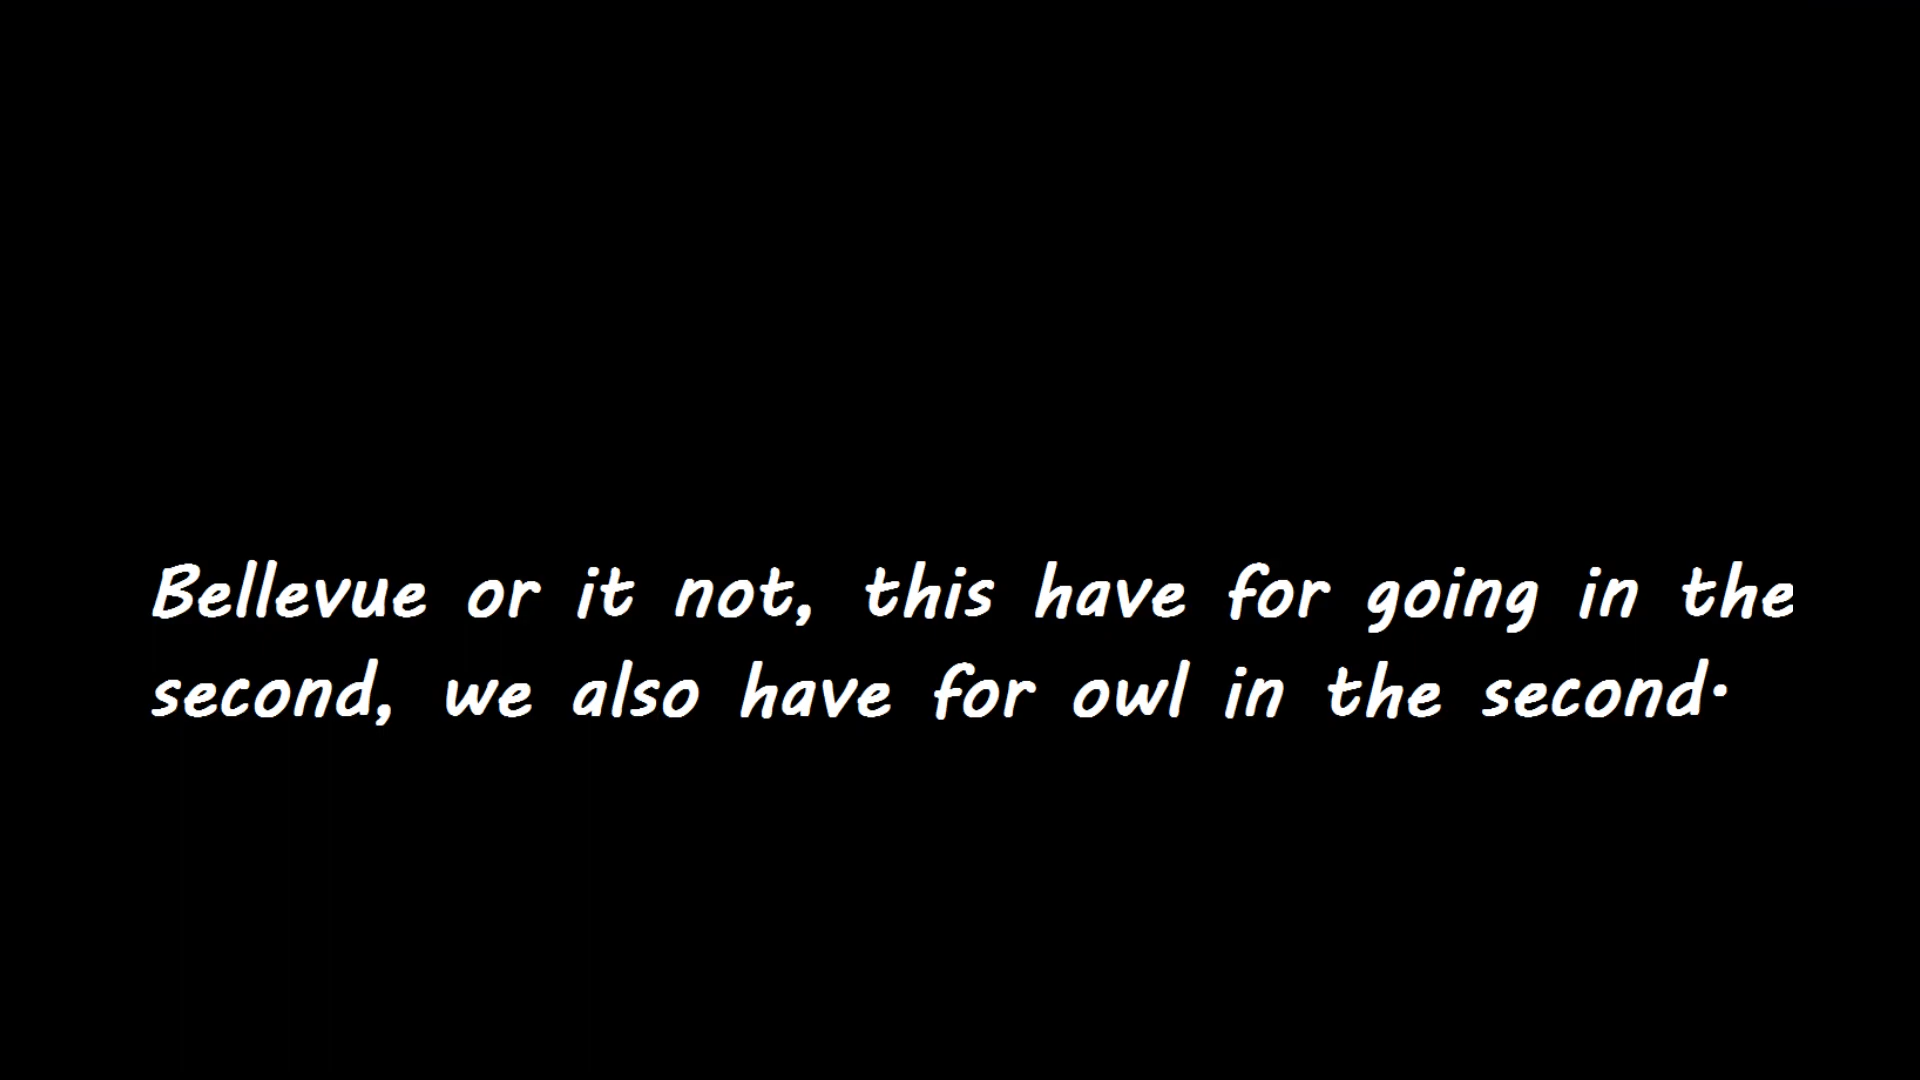 Bellevue or it not, this have for going in the
second, we also have for owl in the second.